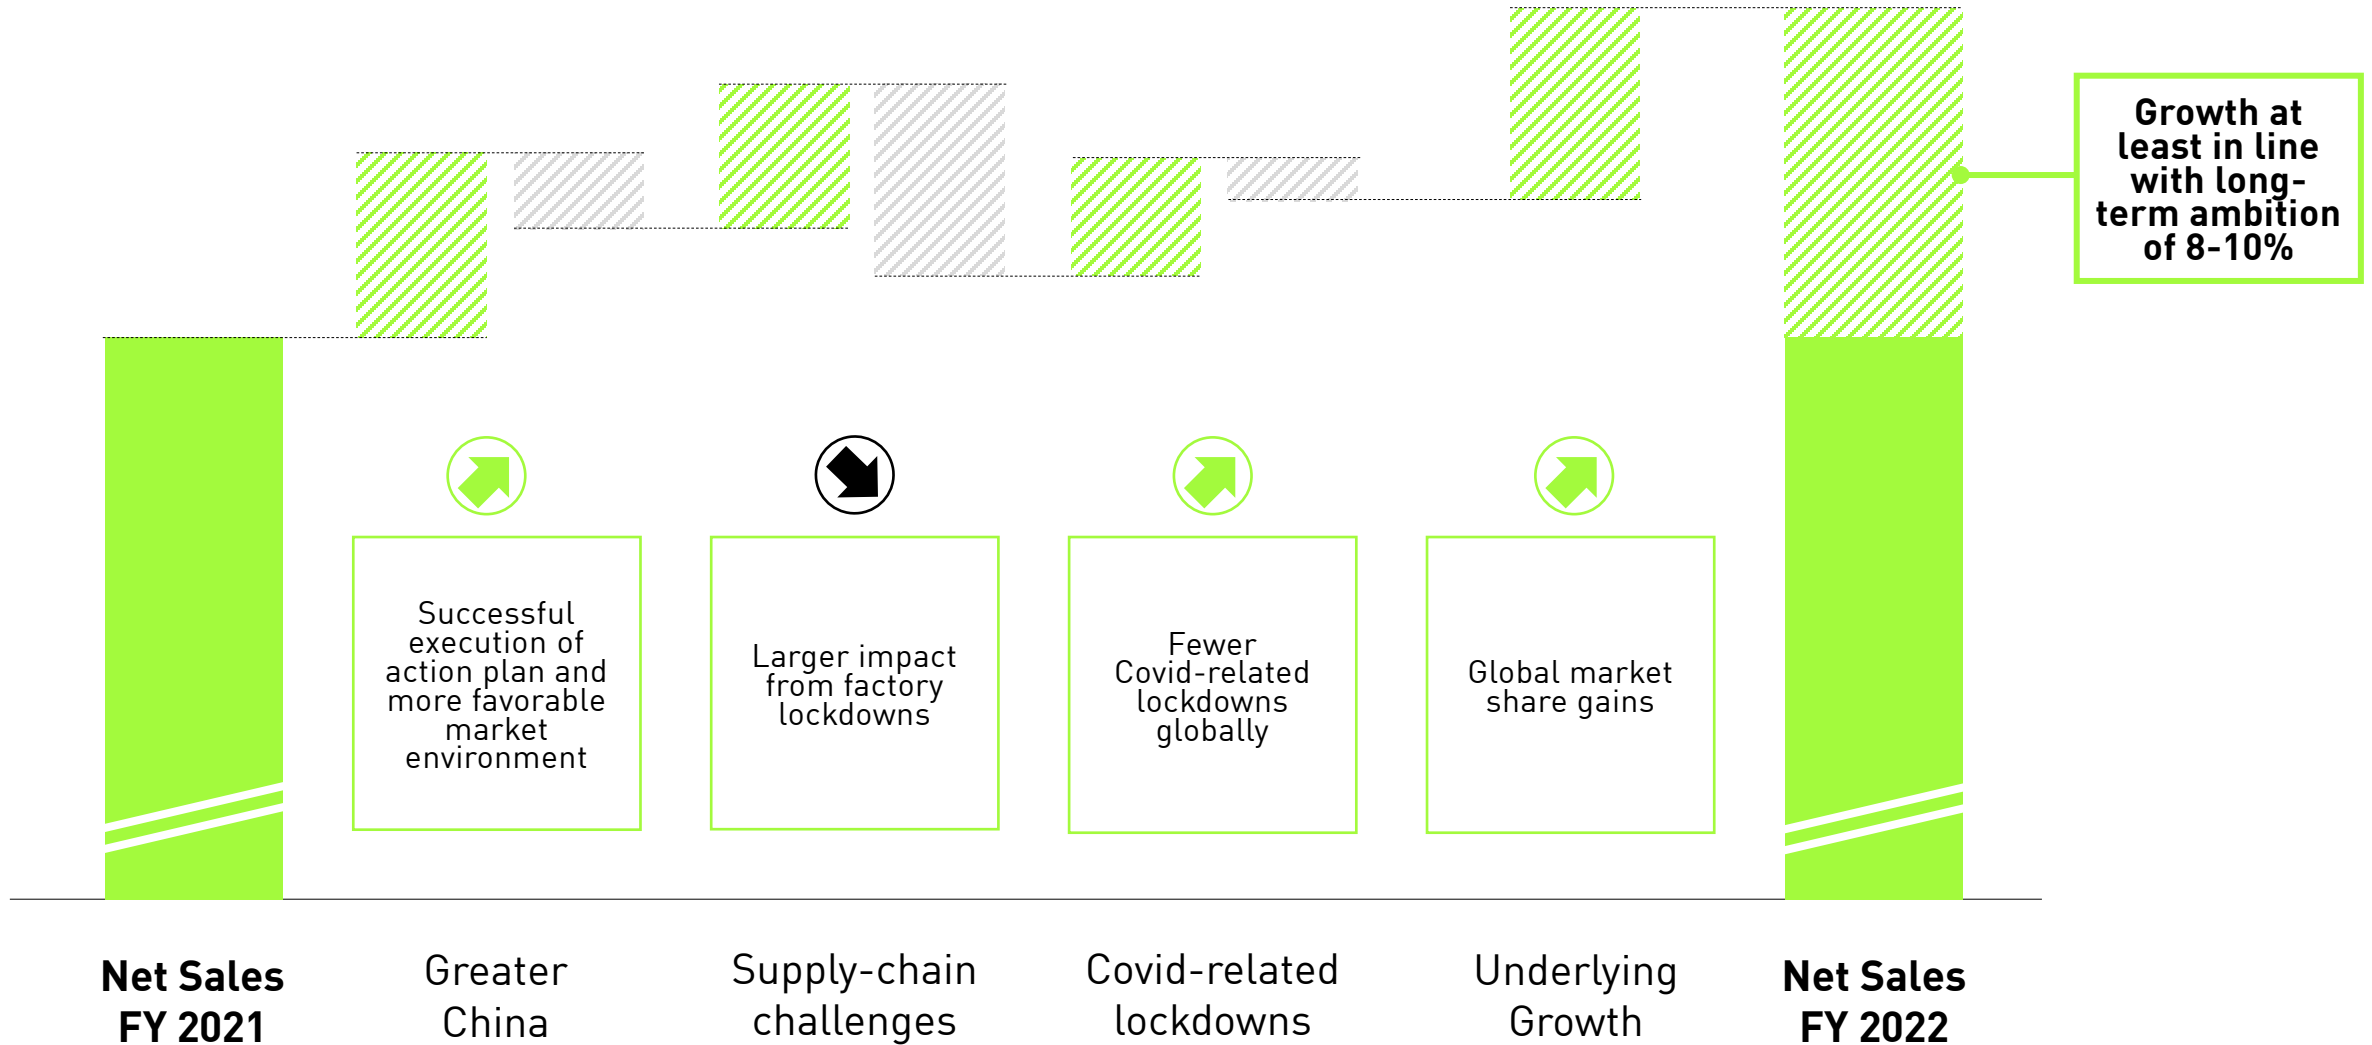 Growth at
least in line
with long-
term ambition
of 8-10%
Successful
execution of
action plan and
more favorable
market
environment
Larger impact
from factory
lockdowns
Fewer
Covid-related
lockdowns
globally
Global market
share gains
Net Sales
FY 2021
Greater
China
Supply-chain
challenges
Covid-related
lockdowns
Underlying
Growth
Net Sales
FY 2022